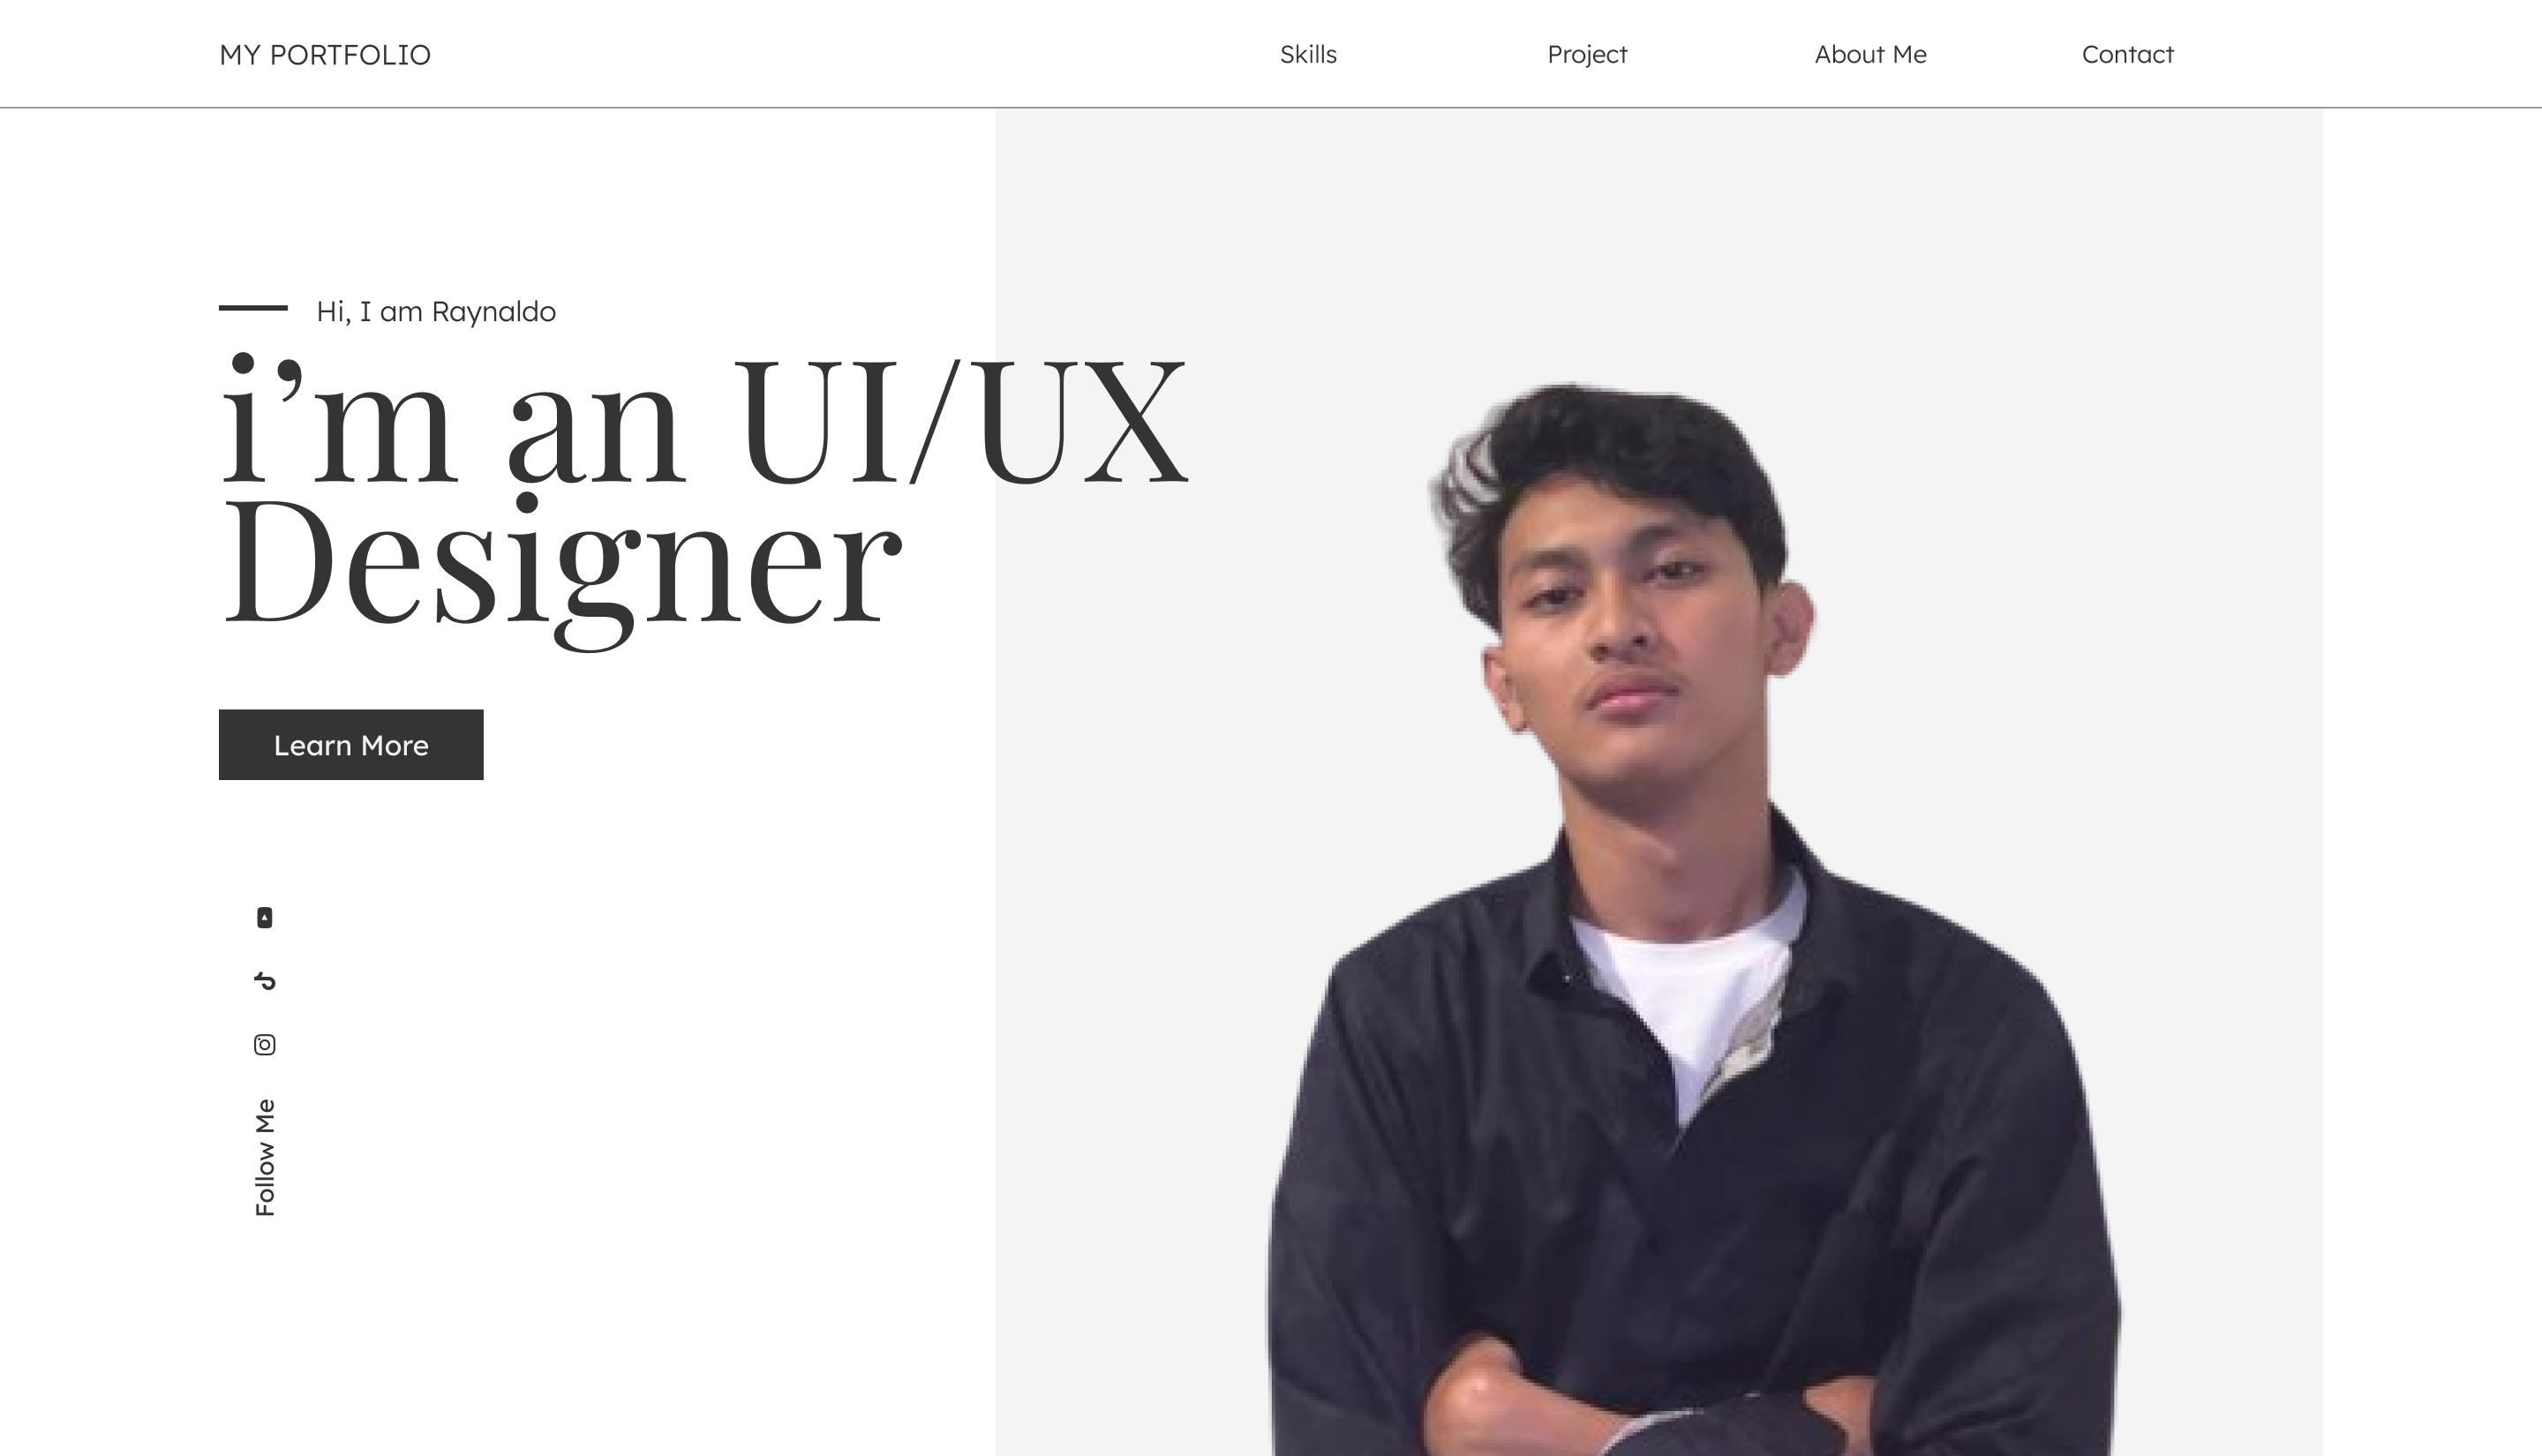 MY PORTFOLIO
Skills
Project
About Me
Contact
Hi, I am Raynaldo
i’m an UI/UX
Designer
Learn More
Follow Me